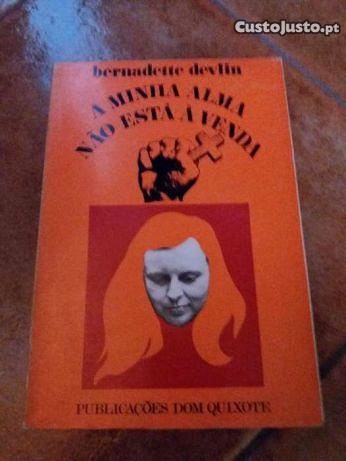 CustoJusto.pt
bernadette devlin
A MINHA ALMA
NÃO ESTÁ À VENDA
PUBLICAÇÕES DOM QUIXOTE